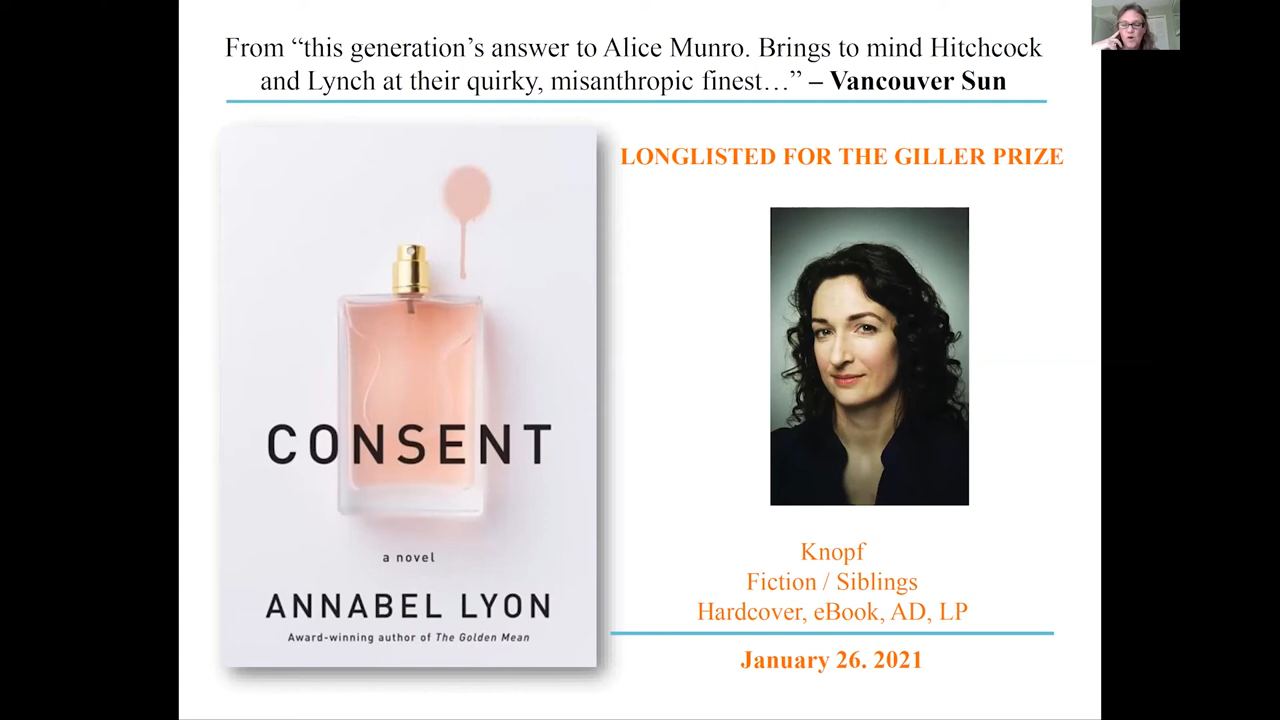 From “this generation’s answer to Alice Munro. Brings to mind Hitchcock
and Lynch at their quirky, misanthropic finest…” – Vancouver Sun
LONGLISTED FOR THE GILLER PRIZE
CONSENT
a novel
ANNABEL LYON
Award-winning author of The Golden Mean
Knopf
Fiction / Siblings
Hardcover, eBook, AD, LP
January 26. 2021